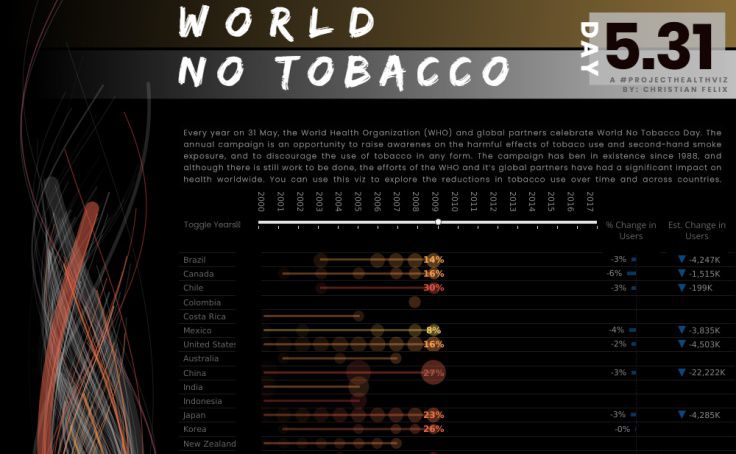 WORLD
NO TOBACCO
DAY
5.31
A #PROJECTHEALTHVIZ
BY: CHRISTIAN FELIX
Every year on 31 May, the World Health Organization (WHO) and global partners celebrate World No Tobacco Day. The
annual campaign is an opportunity to raise awarenes on the harmful effects of tobaco use and second-hand smoke
exposure, and to discourage the use of tobacco in any form. The campaign has ben in existence since 1988, and
although there is still work to be done, the efforts of the WHO and it's global partners have had a significant impact on
health worldwide. You can use this viz to explore the reductions in tobacco use over time and across countries.
2000 2001 2002 2003 2004 2005 2006 2007 2008 2009 2010 2011 2012 2013 2014 2015 2016 2017
Toggle Years
% Change in
Users
Est. Change in
Users
Brazil 14% -3% ▼ -4,247K
Canada 16% -6% ▼ -1,515K
Chile 30% -3% ▼ -199K
Colombia
Costa Rica
Mexico 8% -4% ▼ -3,835K
United States 16% -2% ▼ -4,503K
Australia
China 27% -3% ▼ -22,222K
India
Indonesia
Japan 23% -3% ▼ -4,285K
Korea 26% -0%
New Zealand